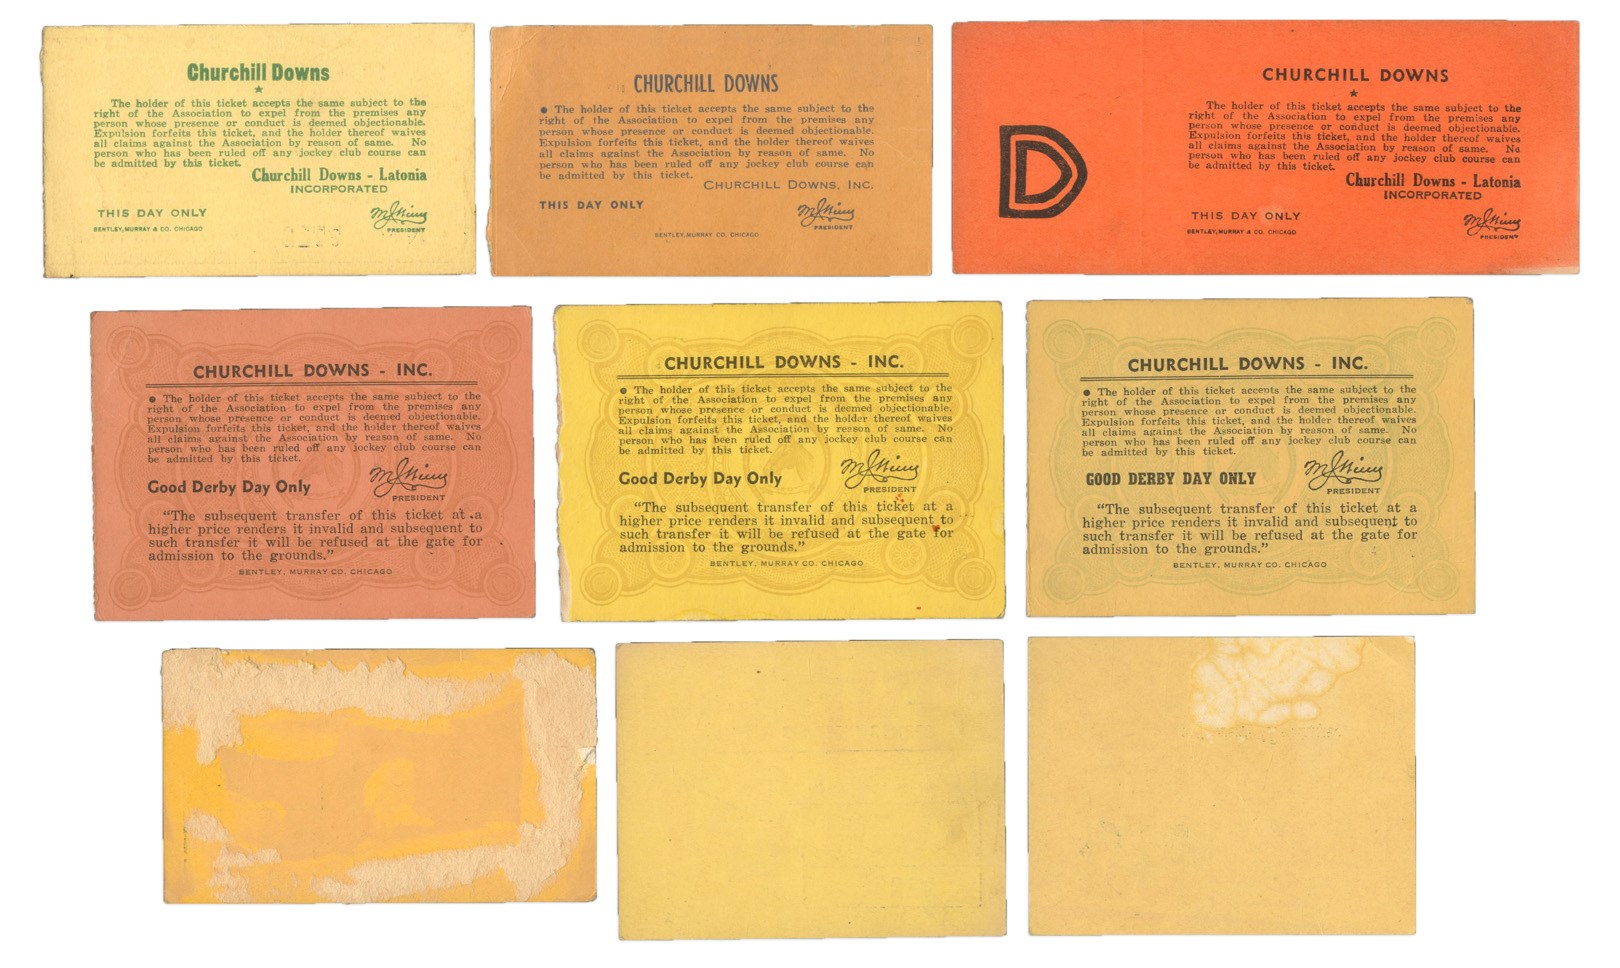 Churchill Downs
★
The holder of this ticket accepts the same subject to the
right of the Association to expel from the premises any
person whose presence or conduct is deemed objectionable.
Expulsion forfeits this ticket, and the holder thereof waives
all claims against the Association by reason of same. No
person who has been ruled off any jockey club course can
be admitted by this ticket.
Churchill Downs - Latonia
INCORPORATED
THIS DAY ONLY
BENTLEY, MURRAY & CO. CHICAGO
PRESIDENT
CHURCHILL DOWNS
● The holder of this ticket accepts the same subject to the
right of the Association to expel from the premises any
person whose presence or conduct is deemed objectionable.
Expulsion forfeits this ticket, and the holder thereof waives
all claims against the Association by reason of same. No
person who has been ruled off any jockey club course can
be admitted by this ticket.
CHURCHILL DOWNS, INC.
THIS DAY ONLY
PRESIDENT
BENTLEY, MURRAY CO. CHICAGO
D
CHURCHILL DOWNS
★
The holder of this ticket accepts the same subject to the
right of the Association to expel from the premises any
person whose presence or conduct is deemed objectionable.
Expulsion forfeits this ticket, and the holder thereof waives
all claims against the Association by reason of same. No
person who has been ruled off any jockey club course can
be admitted by this ticket.
Churchill Downs - Latonia
INCORPORATED
THIS DAY ONLY
BENTLEY, MURRAY & CO. CHICAGO
PRESIDENT
CHURCHILL DOWNS - INC.
● The holder of this ticket accepts the same subject to the
right of the Association to expel from the premises any
person whose presence or conduct is deemed objectionable.
Expulsion forfeits this ticket, and the holder thereof waives
all claims against the Association by reason of same. No
person who has been ruled off any jockey club course can
be admitted by this ticket.
Good Derby Day Only
PRESIDENT
“The subsequent transfer of this ticket at a
higher price renders it invalid and subsequent to
such transfer it will be refused at the gate for
admission to the grounds.”
BENTLEY, MURRAY CO. CHICAGO
CHURCHILL DOWNS - INC.
● The holder of this ticket accepts the same subject to the
right of the Association to expel from the premises any
person whose presence or conduct is deemed objectionable.
Expulsion forfeits this ticket, and the holder thereof waives
all claims against the Association by reason of same. No
person who has been ruled off any jockey club course can
be admitted by this ticket.
Good Derby Day Only
PRESIDENT
“The subsequent transfer of this ticket at a
higher price renders it invalid and subsequent to
such transfer it will be refused at the gate for
admission to the grounds.”
BENTLEY, MURRAY CO. CHICAGO
CHURCHILL DOWNS - INC.
● The holder of this ticket accepts the same subject to the
right of the Association to expel from the premises any
person whose presence or conduct is deemed objectionable.
Expulsion forfeits this ticket, and the holder thereof waives
all claims against the Association by reason of same. No
person who has been ruled off any jockey club course can
be admitted by this ticket.
GOOD DERBY DAY ONLY
PRESIDENT
“The subsequent transfer of this ticket at a
higher price renders it invalid and subsequent to
such transfer it will be refused at the gate for
admission to the grounds.”
BENTLEY, MURRAY CO. CHICAGO